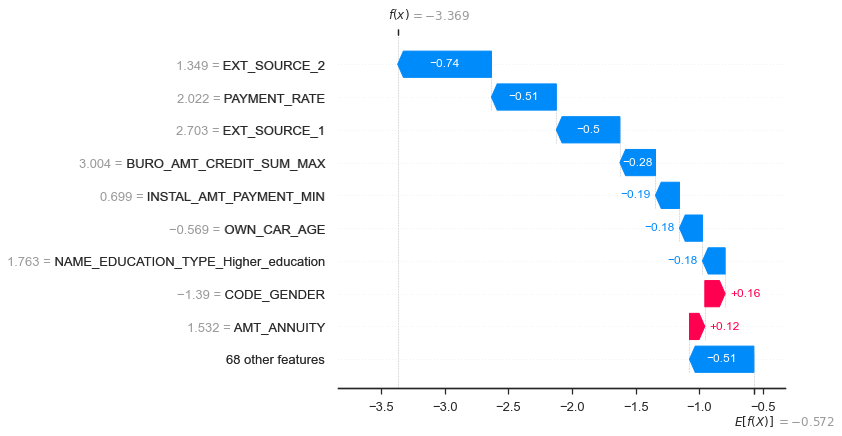 f(x) = −3.369
1.349 = EXT_SOURCE_2 −0.74
2.022 = PAYMENT_RATE −0.51
2.703 = EXT_SOURCE_1 −0.5
3.004 = BURO_AMT_CREDIT_SUM_MAX −0.28
0.699 = INSTAL_AMT_PAYMENT_MIN −0.19
−0.569 = OWN_CAR_AGE −0.18
1.763 = NAME_EDUCATION_TYPE_Higher_education −0.18
−1.39 = CODE_GENDER +0.16
1.532 = AMT_ANNUITY +0.12
68 other features −0.51
−3.5 −3.0 −2.5 −2.0 −1.5 −1.0 −0.5
E[f(X)] = −0.572